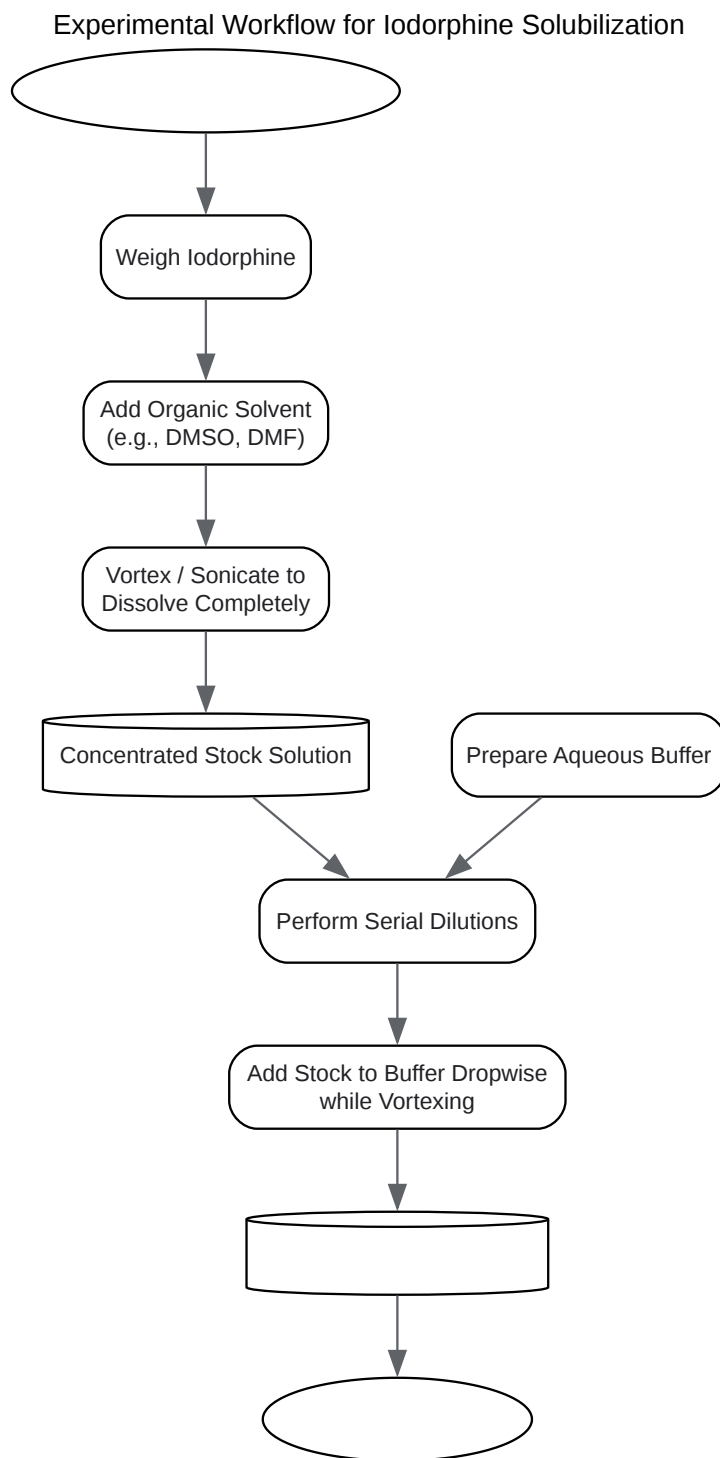 Experimental Workflow for Iodorphine Solubilization
Weigh Iodorphine
Add Organic Solvent
(e.g., DMSO, DMF)
Vortex / Sonicate to
Dissolve Completely
Concentrated Stock Solution
Prepare Aqueous Buffer
Perform Serial Dilutions
Add Stock to Buffer Dropwise
while Vortexing